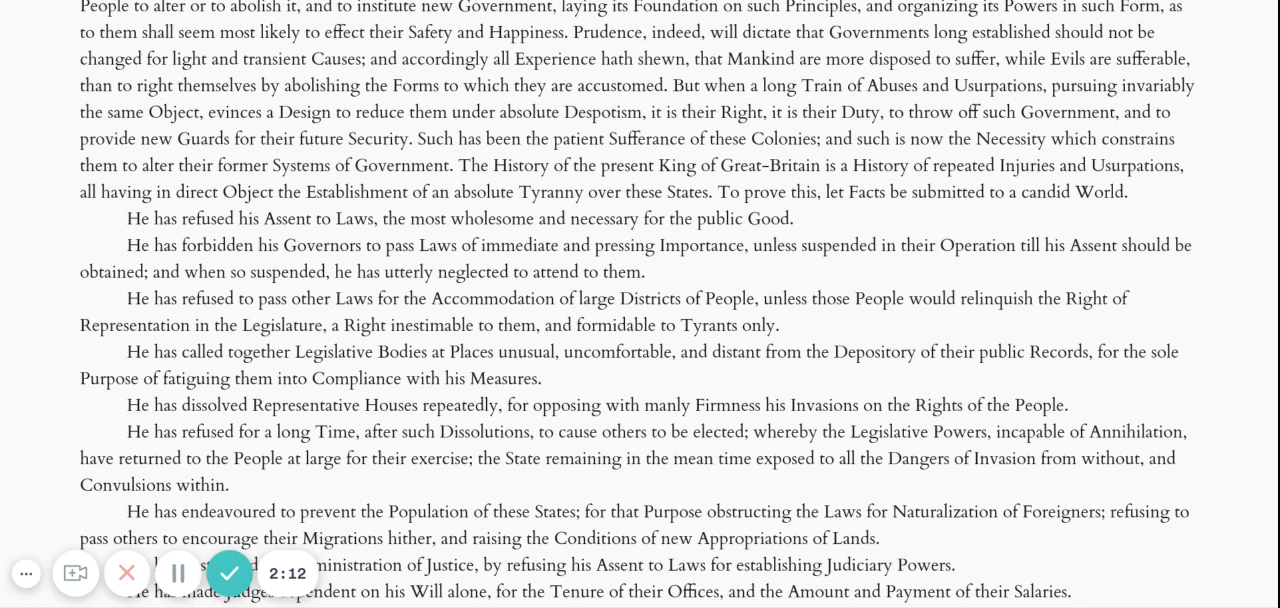 People to alter or to abolish it, and to institute new Government, laying its Foundation on such Principles, and organizing its Powers in such Form, as
to them shall seem most likely to effect their Safety and Happiness. Prudence, indeed, will dictate that Governments long established should not be
changed for light and transient Causes; and accordingly all Experience hath shewn, that Mankind are more disposed to suffer, while Evils are sufferable,
than to right themselves by abolishing the Forms to which they are accustomed. But when a long Train of Abuses and Usurpations, pursuing invariably
the same Object, evinces a Design to reduce them under absolute Despotism, it is their Right, it is their Duty, to throw off such Government, and to
provide new Guards for their future Security. Such has been the patient Sufferance of these Colonies; and such is now the Necessity which constrains
them to alter their former Systems of Government. The History of the present King of Great-Britain is a History of repeated Injuries and Usurpations,
all having in direct Object the Establishment of an absolute Tyranny over these States. To prove this, let Facts be submitted to a candid World.
He has refused his Assent to Laws, the most wholesome and necessary for the public Good.
He has forbidden his Governors to pass Laws of immediate and pressing Importance, unless suspended in their Operation till his Assent should be
obtained; and when so suspended, he has utterly neglected to attend to them.
He has refused to pass other Laws for the Accommodation of large Districts of People, unless those People would relinquish the Right of
Representation in the Legislature, a Right inestimable to them, and formidable to Tyrants only.
He has called together Legislative Bodies at Places unusual, uncomfortable, and distant from the Depository of their public Records, for the sole
Purpose of fatiguing them into Compliance with his Measures.
He has dissolved Representative Houses repeatedly, for opposing with manly Firmness his Invasions on the Rights of the People.
He has refused for a long Time, after such Dissolutions, to cause others to be elected; whereby the Legislative Powers, incapable of Annihilation,
have returned to the People at large for their exercise; the State remaining in the mean time exposed to all the Dangers of Invasion from without, and
Convulsions within.
He has endeavoured to prevent the Population of these States; for that Purpose obstructing the Laws for Naturalization of Foreigners; refusing to
pass others to encourage their Migrations hither, and raising the Conditions of new Appropriations of Lands.
of Justice, by refusing his Assent to Laws for establishing Judiciary Powers.
2:12
on his Will alone, for the Tenure of their Offices, and the Amount and Payment of their Salaries.